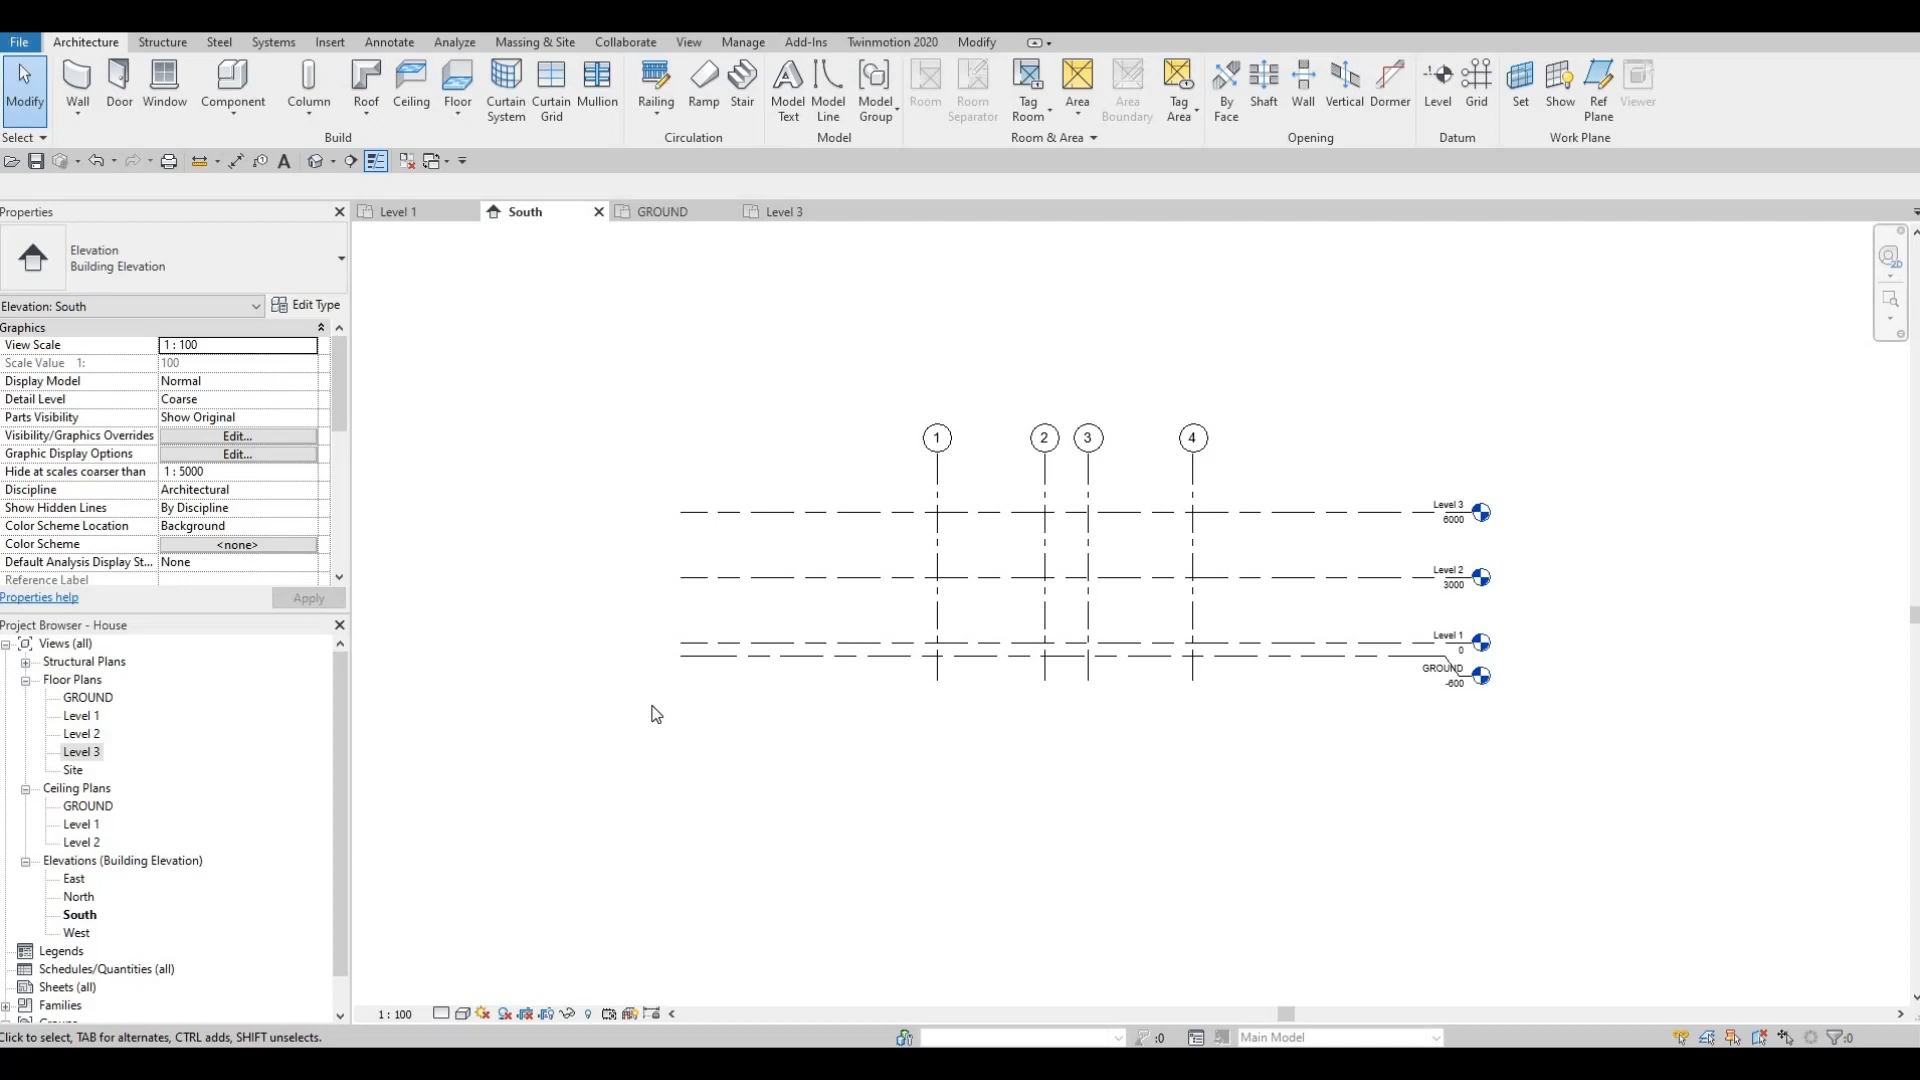 File Architecture Structure Steel Systems Insert Annotate Analyze Massing & Site Collaborate View Manage Add-Ins Twinmotion 2020 Modify
Modify Wall Door Window Component Column Roof Ceiling Floor Curtain System Curtain Grid Mullion Railing Ramp Stair Model Text Model Line Model Group Room Room Separator Tag Room Area Area Boundary Tag Area By Face Shaft Wall Vertical Dormer Level Grid Set Show Ref Plane Viewer
Select Build Circulation Model Room & Area Opening Datum Work Plane
Properties
Level 1 South GROUND Level 3
Elevation
Building Elevation
2D
Elevation: South Edit Type
Graphics
View Scale 1 : 100
Scale Value 1: 100
Display Model Normal
Detail Level Coarse
Parts Visibility Show Original
Visibility/Graphics Overrides Edit...
Graphic Display Options Edit...
Hide at scales coarser than 1 : 5000
Discipline Architectural
Show Hidden Lines By Discipline
Color Scheme Location Background
Color Scheme <none>
Default Analysis Display St... None
Reference Label
Properties help Apply
1 2 3 4
Level 3
6000
Level 2
3000
Level 1
0
GROUND
-600
Project Browser - House
Views (all)
Structural Plans
Floor Plans
GROUND
Level 1
Level 2
Level 3
Site
Ceiling Plans
GROUND
Level 1
Level 2
Elevations (Building Elevation)
East
North
South
West
Legends
Schedules/Quantities (all)
Sheets (all)
Families
1 : 100
Click to select, TAB for alternates, CTRL adds, SHIFT unselects. :0 Main Model :0